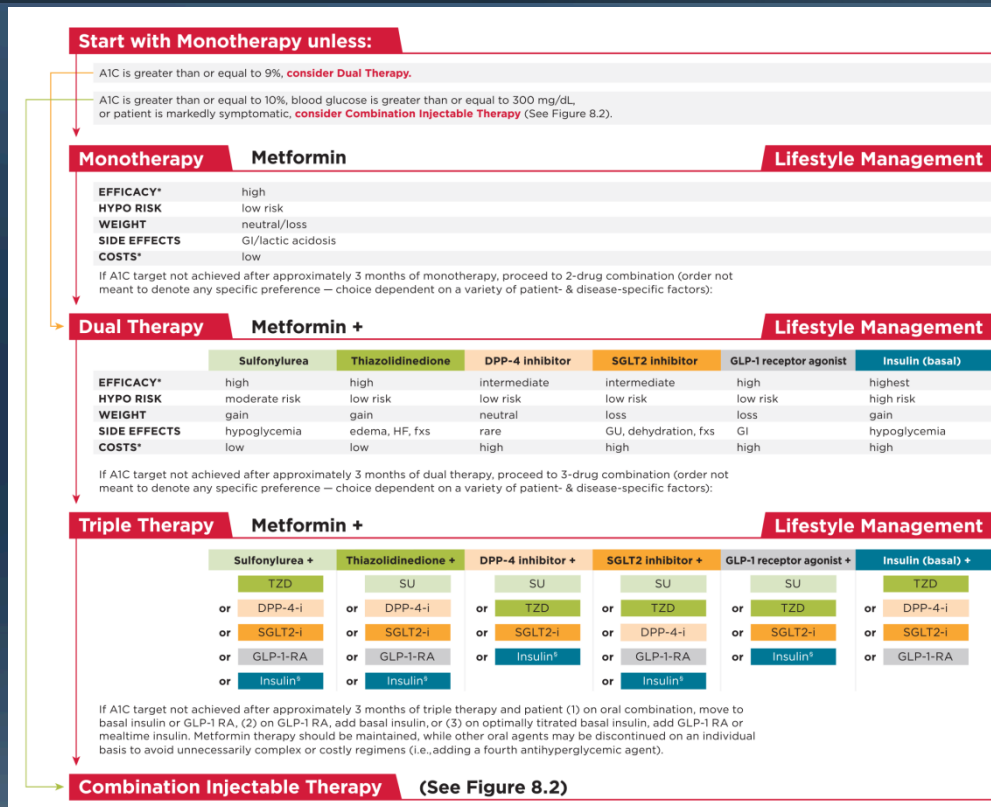 Start with Monotherapy unless:
A1C is greater than or equal to 9%, consider Dual Therapy.
A1C is greater than or equal to 10%, blood glucose is greater than or equal to 300 mg/dL,
or patient is markedly symptomatic, consider Combination Injectable Therapy (See Figure 8.2).
Monotherapy Metformin Lifestyle Management
EFFICACY* high
HYPO RISK low risk
WEIGHT neutral/loss
SIDE EFFECTS GI/lactic acidosis
COSTS* low
If A1C target not achieved after approximately 3 months of monotherapy, proceed to 2-drug combination (order not
meant to denote any specific preference — choice dependent on a variety of patient- & disease-specific factors):
Dual Therapy Metformin + Lifestyle Management
Sulfonylurea Thiazolidinedione DPP-4 inhibitor SGLT2 inhibitor GLP-1 receptor agonist Insulin (basal)
EFFICACY* high high intermediate intermediate high highest
HYPO RISK moderate risk low risk low risk low risk low risk high risk
WEIGHT gain gain neutral loss loss gain
SIDE EFFECTS hypoglycemia edema, HF, fxs rare GU, dehydration, fxs GI hypoglycemia
COSTS* low low high high high high
If A1C target not achieved after approximately 3 months of dual therapy, proceed to 3-drug combination (order not
meant to denote any specific preference — choice dependent on a variety of patient- & disease-specific factors):
Triple Therapy Metformin + Lifestyle Management
Sulfonylurea + Thiazolidinedione + DPP-4 inhibitor + SGLT2 inhibitor + GLP-1 receptor agonist + Insulin (basal) +
TZD SU SU SU SU TZD
or DPP-4-i or DPP-4-i or TZD or TZD or TZD or DPP-4-i
or SGLT2-i or SGLT2-i or SGLT2-i or DPP-4-i or SGLT2-i or SGLT2-i
or GLP-1-RA or GLP-1-RA or Insulin§ or GLP-1-RA or Insulin§ or GLP-1-RA
or Insulin§ or Insulin§ or Insulin§
If A1C target not achieved after approximately 3 months of triple therapy and patient (1) on oral combination, move to
basal insulin or GLP-1 RA, (2) on GLP-1 RA, add basal insulin, or (3) on optimally titrated basal insulin, add GLP-1 RA or
mealtime insulin. Metformin therapy should be maintained, while other oral agents may be discontinued on an individual
basis to avoid unnecessarily complex or costly regimens (i.e., adding a fourth antihyperglycemic agent).
Combination Injectable Therapy (See Figure 8.2)